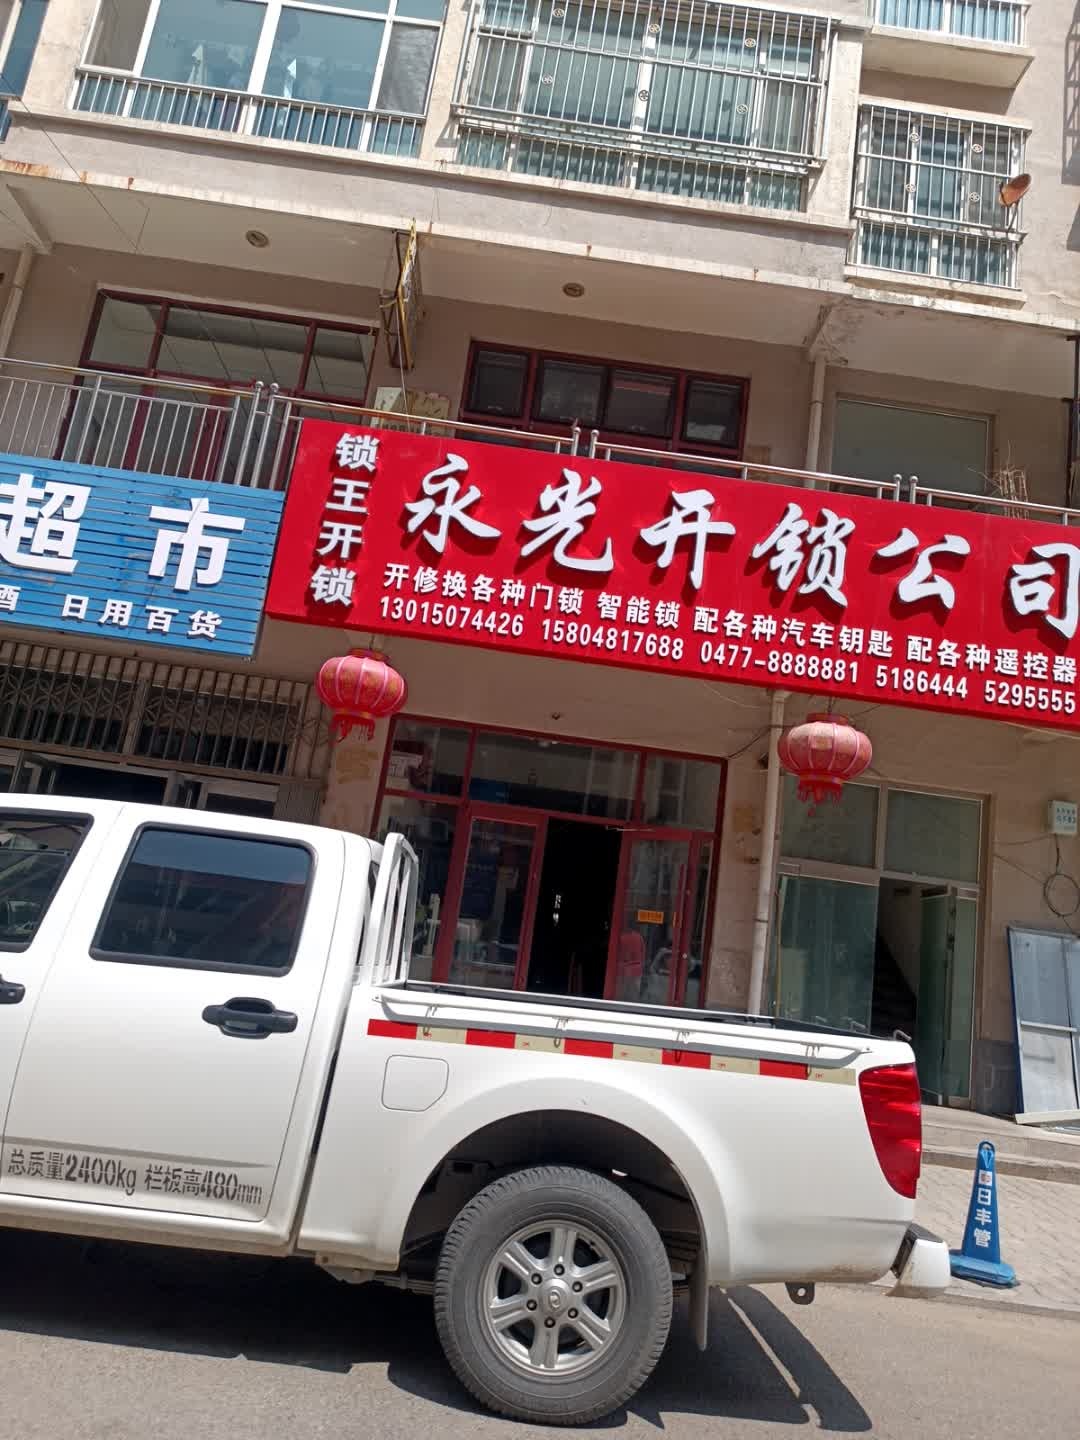 锁王开锁
永光开锁公司
开修换各种门锁 智能锁 配各种汽车钥匙 配各种遥控器
13015074426 15804817688 0477-8888881 5186444 5295555
超市
酒 日用百货
总质量2400kg 栏板高480mm
日丰管